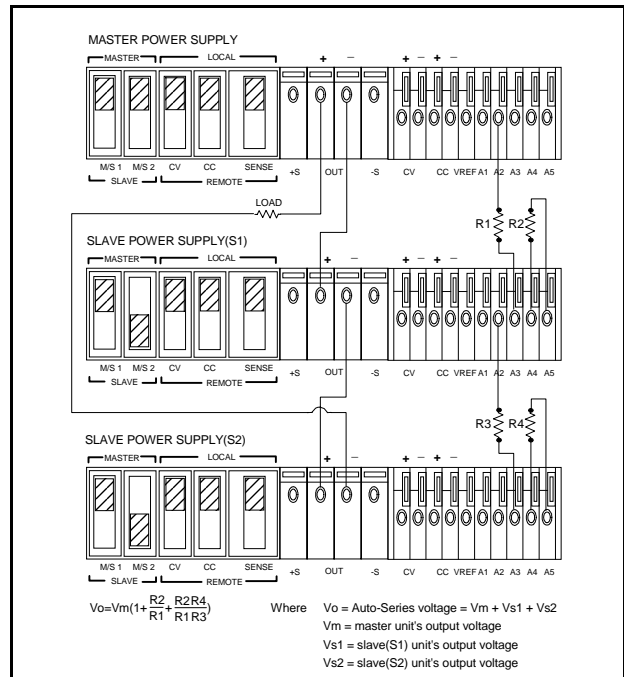 MASTER POWER SUPPLY
MASTER LOCAL + − + − + −
M/S 1 M/S 2 CV CC SENSE +S OUT -S CV CC VREF A1 A2 A3 A4 A5
SLAVE REMOTE
LOAD R1 R2
SLAVE POWER SUPPLY(S1)
MASTER LOCAL + − + − + −
M/S 1 M/S 2 CV CC SENSE +S OUT -S CV CC VREF A1 A2 A3 A4 A5
SLAVE REMOTE
R3 R4
SLAVE POWER SUPPLY(S2)
MASTER LOCAL + − + − + −
M/S 1 M/S 2 CV CC SENSE +S OUT -S CV CC VREF A1 A2 A3 A4 A5
SLAVE REMOTE
Vo=Vm(1+R2/R1+R2R4/R1R3) Where Vo = Auto-Series voltage = Vm + Vs1 + Vs2
Vm = master unit's output voltage
Vs1 = slave(S1) unit's output voltage
Vs2 = slave(S2) unit's output voltage